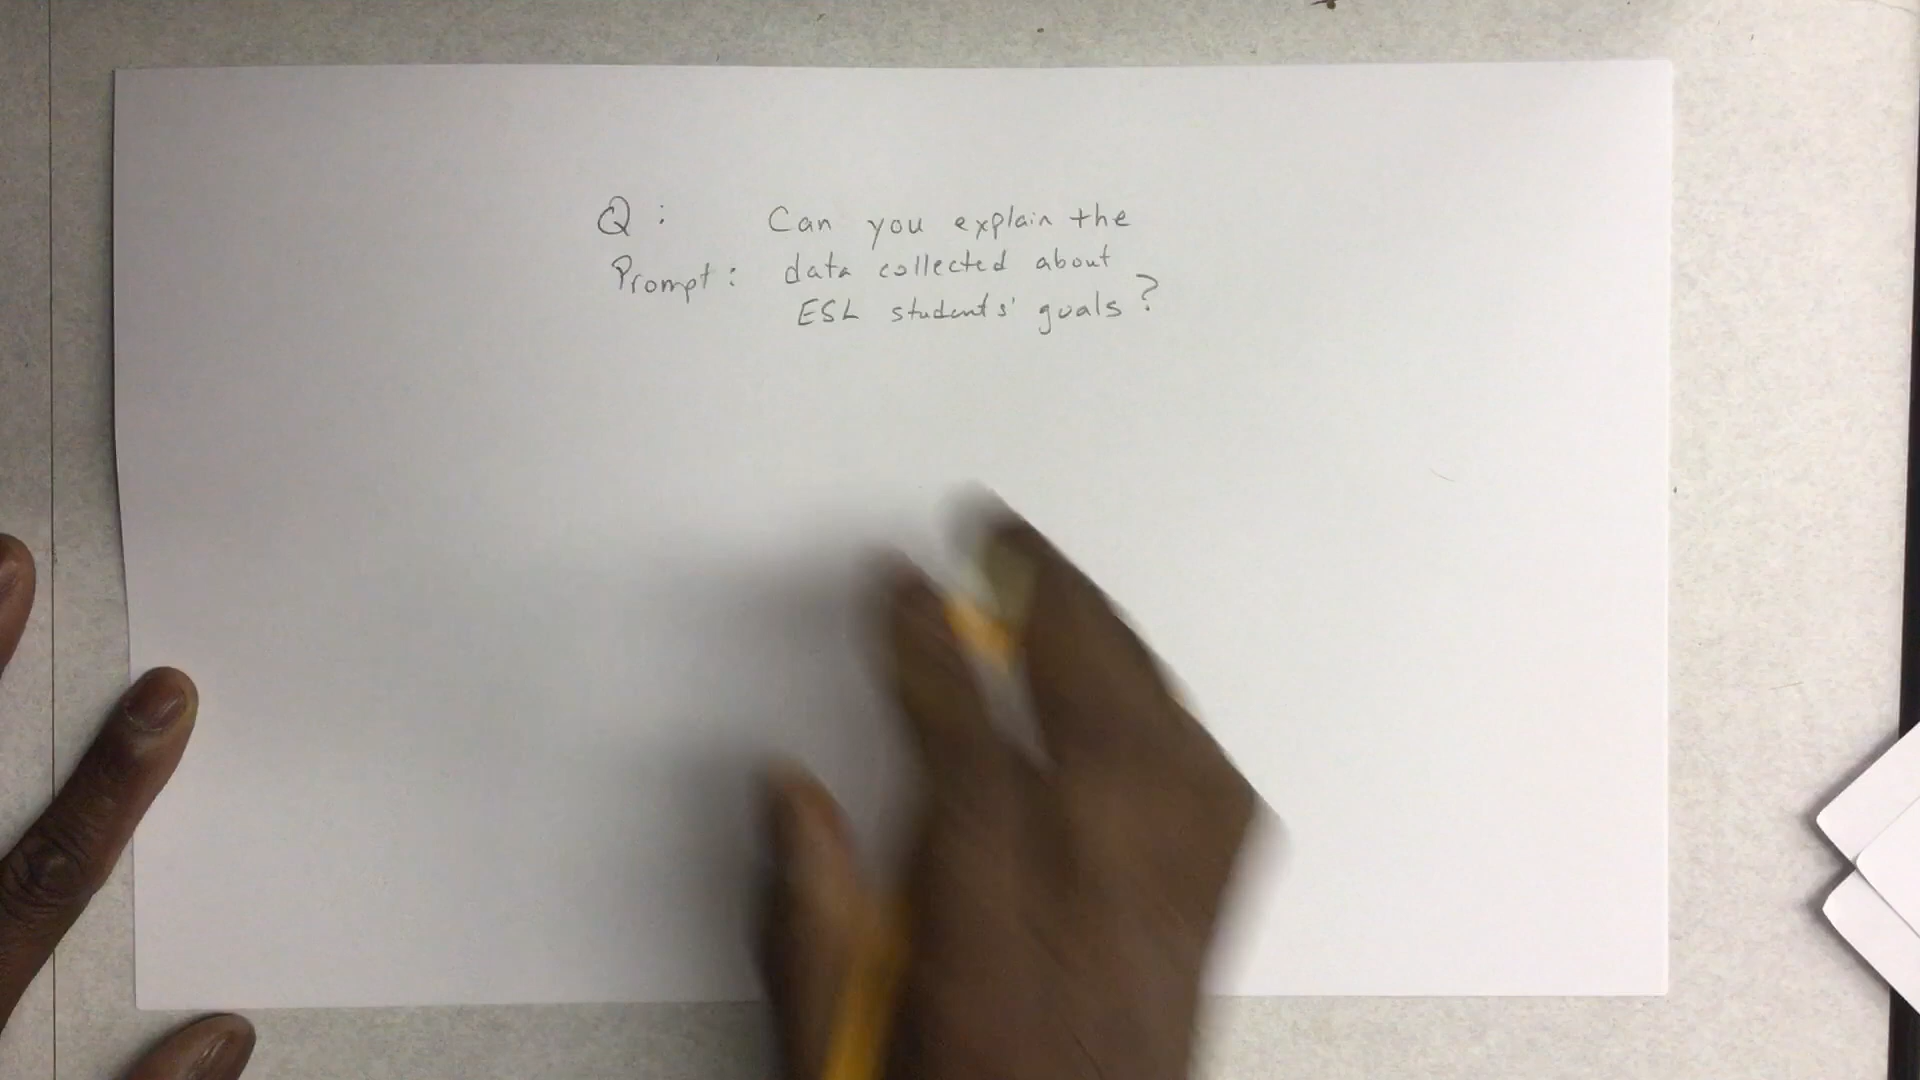 Q: Can you explain the
Prompt: data collected about
ESL students' goals?